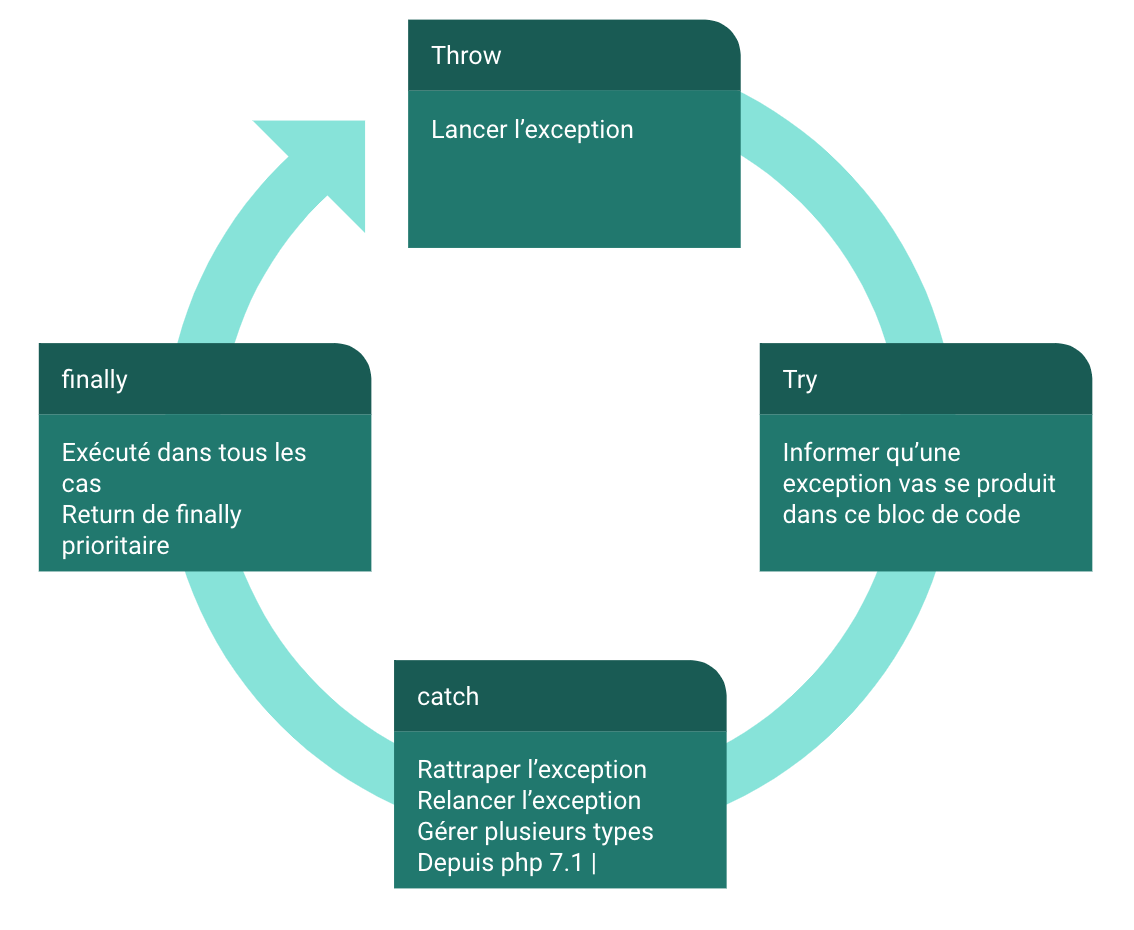 Throw
Lancer l’exception
finally
Exécuté dans tous les
cas
Return de finally
prioritaire
Try
Informer qu’une
exception vas se produit
dans ce bloc de code
catch
Rattraper l’exception
Relancer l’exception
Gérer plusieurs types
Depuis php 7.1 |